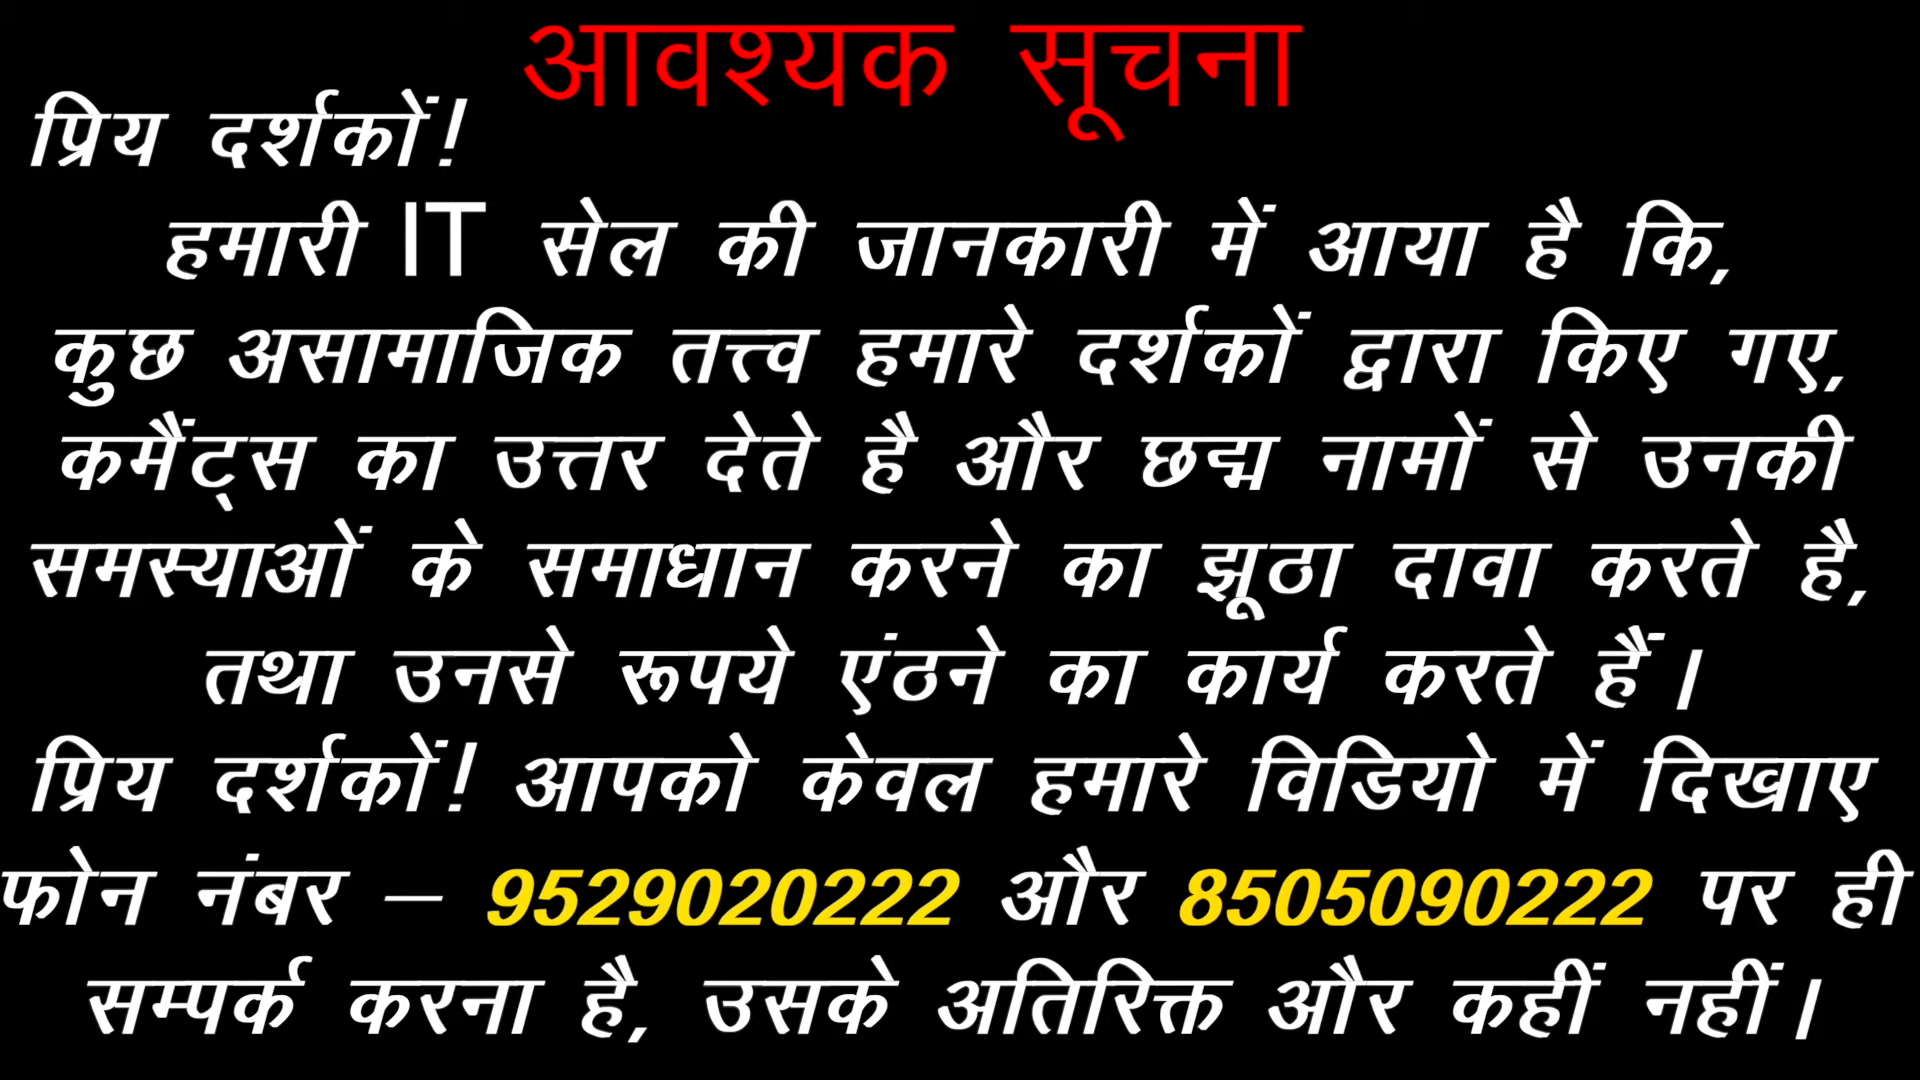 आवश्यक सूचना
प्रिय दर्शकों!
हमारी IT सेल की जानकारी में आया है कि,
कुछ असामाजिक तत्त्व हमारे दर्शकों द्वारा किए गए,
कमैंट्स का उत्तर देते है और छद्म नामों से उनकी
समस्याओं के समाधान करने का झूठा दावा करते है,
तथा उनसे रूपये एंठने का कार्य करते हैं।
प्रिय दर्शकों! आपको केवल हमारे विडियो में दिखाए
फोन नंबर – 9529020222 और 8505090222 पर ही
सम्पर्क करना है, उसके अतिरिक्त और कहीं नहीं।